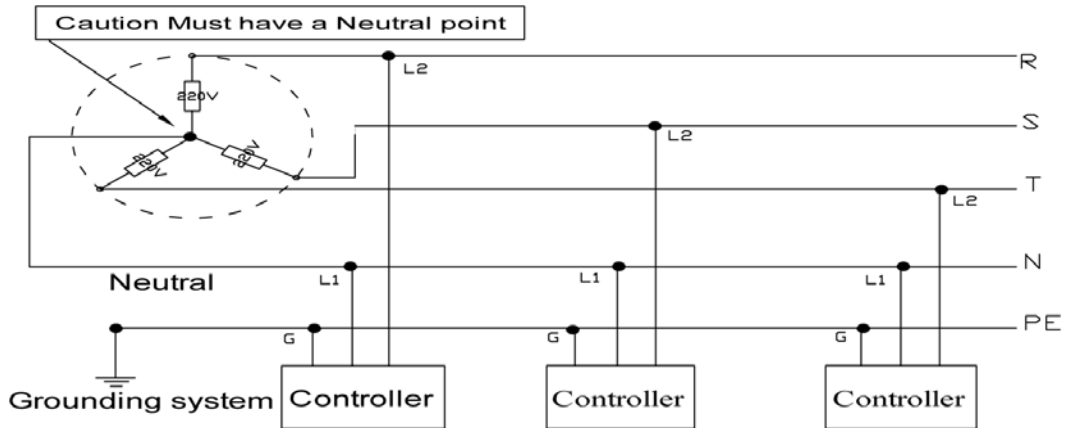 Caution Must have a Neutral point
R
L2
220V
S
L2
220V
220V
T
L2
N
Neutral
L1
L1
L1
PE
G
G
G
Grounding system
Controller
Controller
Controller